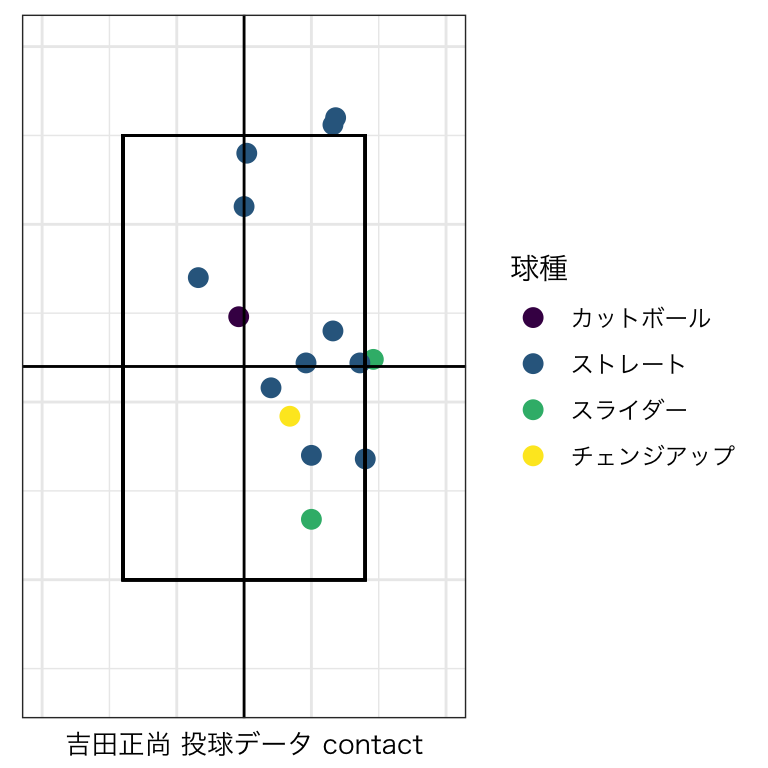 球種
カットボール
ストレート
スライダー
チェンジアップ
吉田正尚 投球データ contact